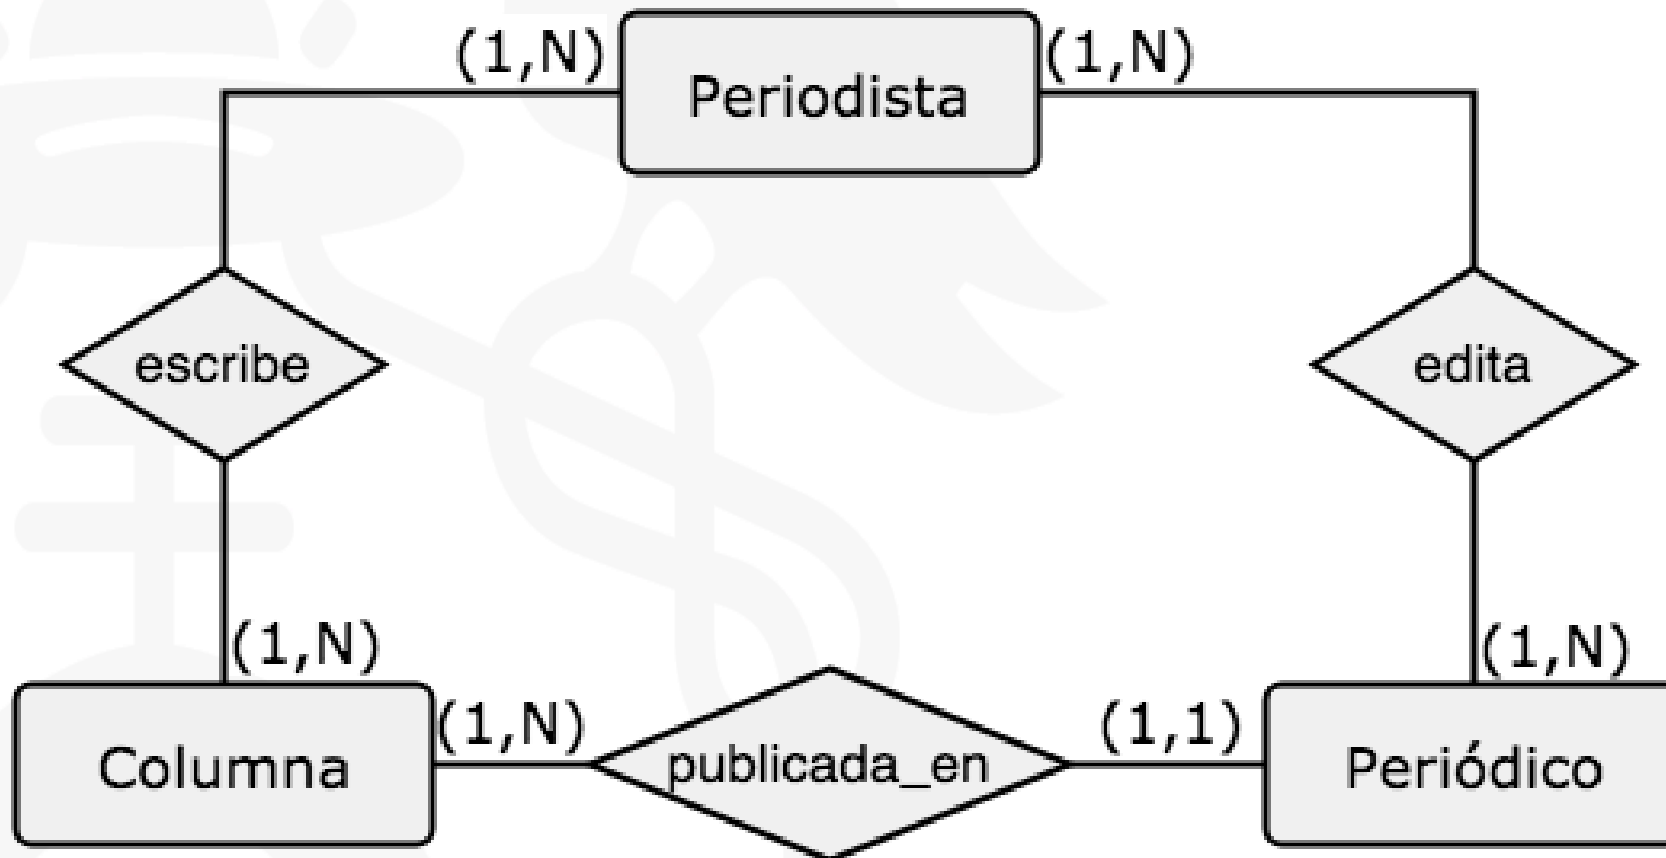 (1,N)
Periodista
(1,N)
escribe
edita
(1,N)
(1,N)
Columna
(1,N)
publicada_en
(1,1)
Periódico